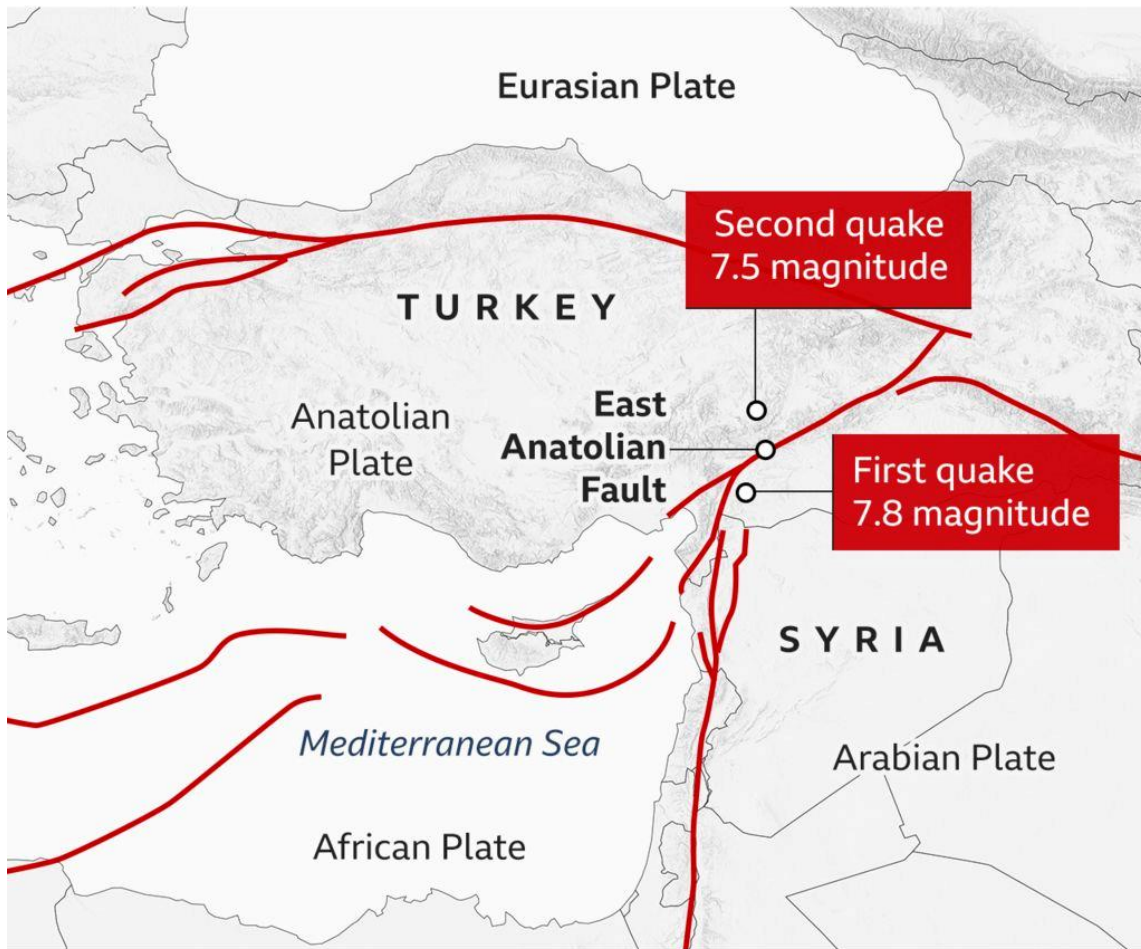 Eurasian Plate
Second quake
7.5 magnitude
TURKEY
Anatolian
Plate
East
Anatolian
Fault
First quake
7.8 magnitude
SYRIA
Mediterranean Sea
Arabian Plate
African Plate